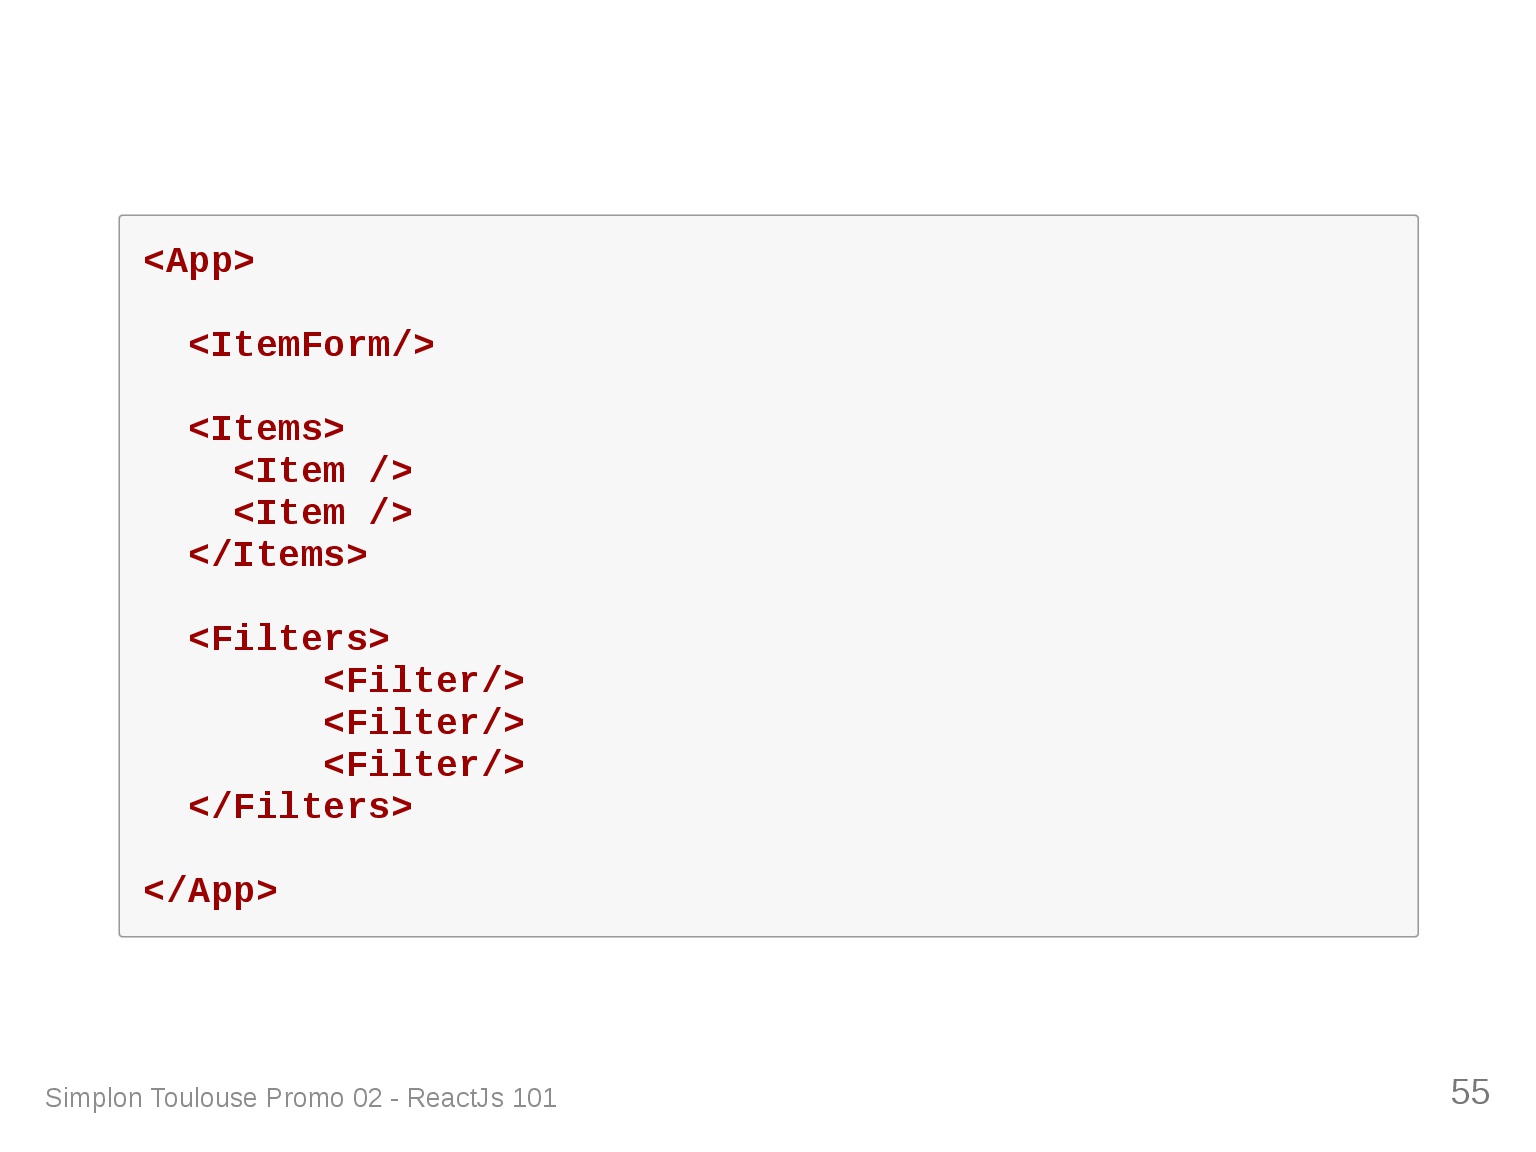 <App>
  <ItemForm/>
  <Items>
    <Item />
    <Item />
  </Items>
  <Filters>
        <Filter/>
        <Filter/>
        <Filter/>
  </Filters>
</App>
Simplon Toulouse Promo 02 - ReactJs 101
55